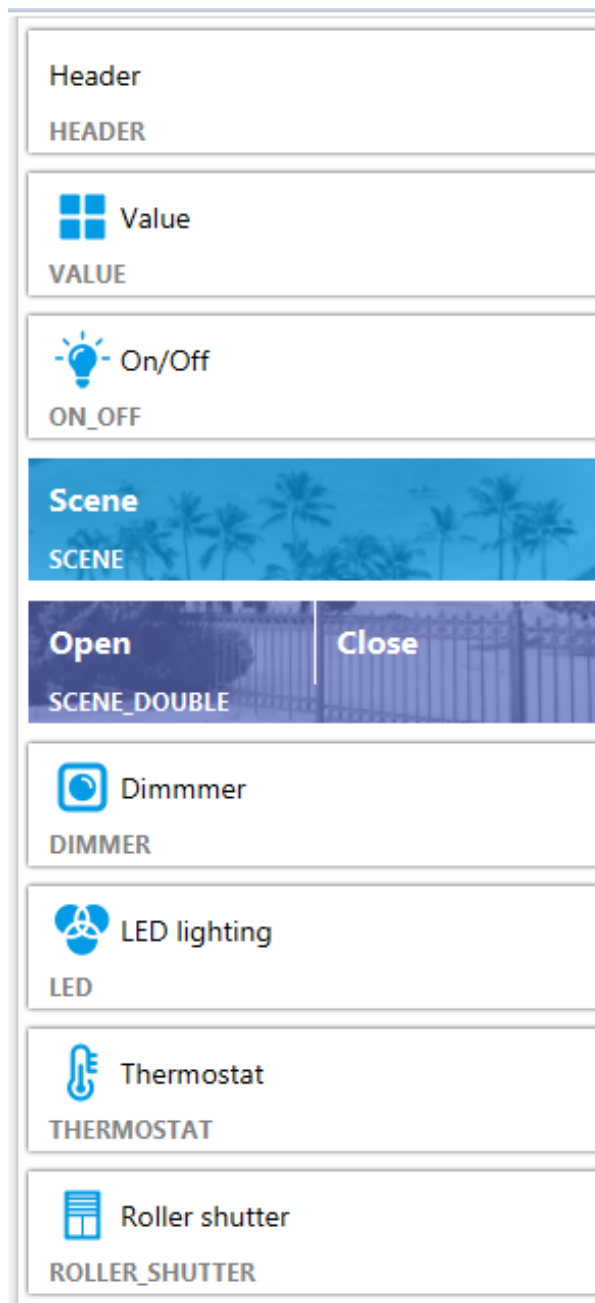 Header
HEADER
Value
VALUE
On/Off
ON_OFF
Scene
SCENE
Open Close
SCENE_DOUBLE
Dimmmer
DIMMER
LED lighting
LED
Thermostat
THERMOSTAT
Roller shutter
ROLLER_SHUTTER